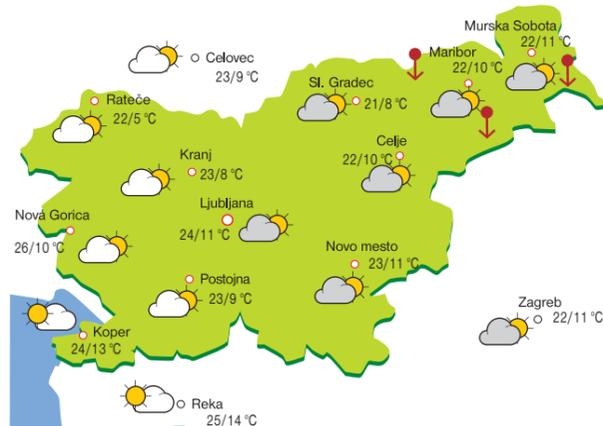 Murska Sobota
22/11 °C
Maribor
22/10 °C
Celovec
23/9 °C
Sl. Gradec
21/8 °C
Rateče
22/5 °C
Celje
22/10 °C
Kranj
23/8 °C
Ljubljana
24/11 °C
Nova Gorica
26/10 °C
Novo mesto
23/11 °C
Postojna
23/9 °C
Zagreb
22/11 °C
Koper
24/13 °C
Reka
25/14 °C